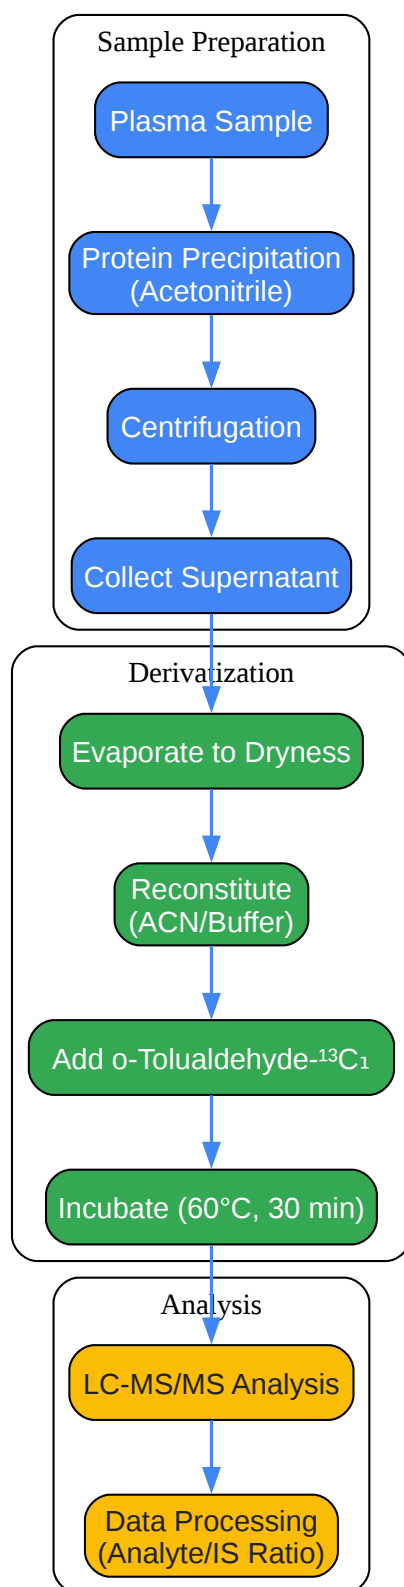 Sample Preparation
Plasma Sample
Protein Precipitation
(Acetonitrile)
Centrifugation
Collect Supernatant
Derivatization
Evaporate to Dryness
Reconstitute
(ACN/Buffer)
Add o-Tolualdehyde-¹³C₁
Incubate (60°C, 30 min)
Analysis
LC-MS/MS Analysis
Data Processing
(Analyte/IS Ratio)